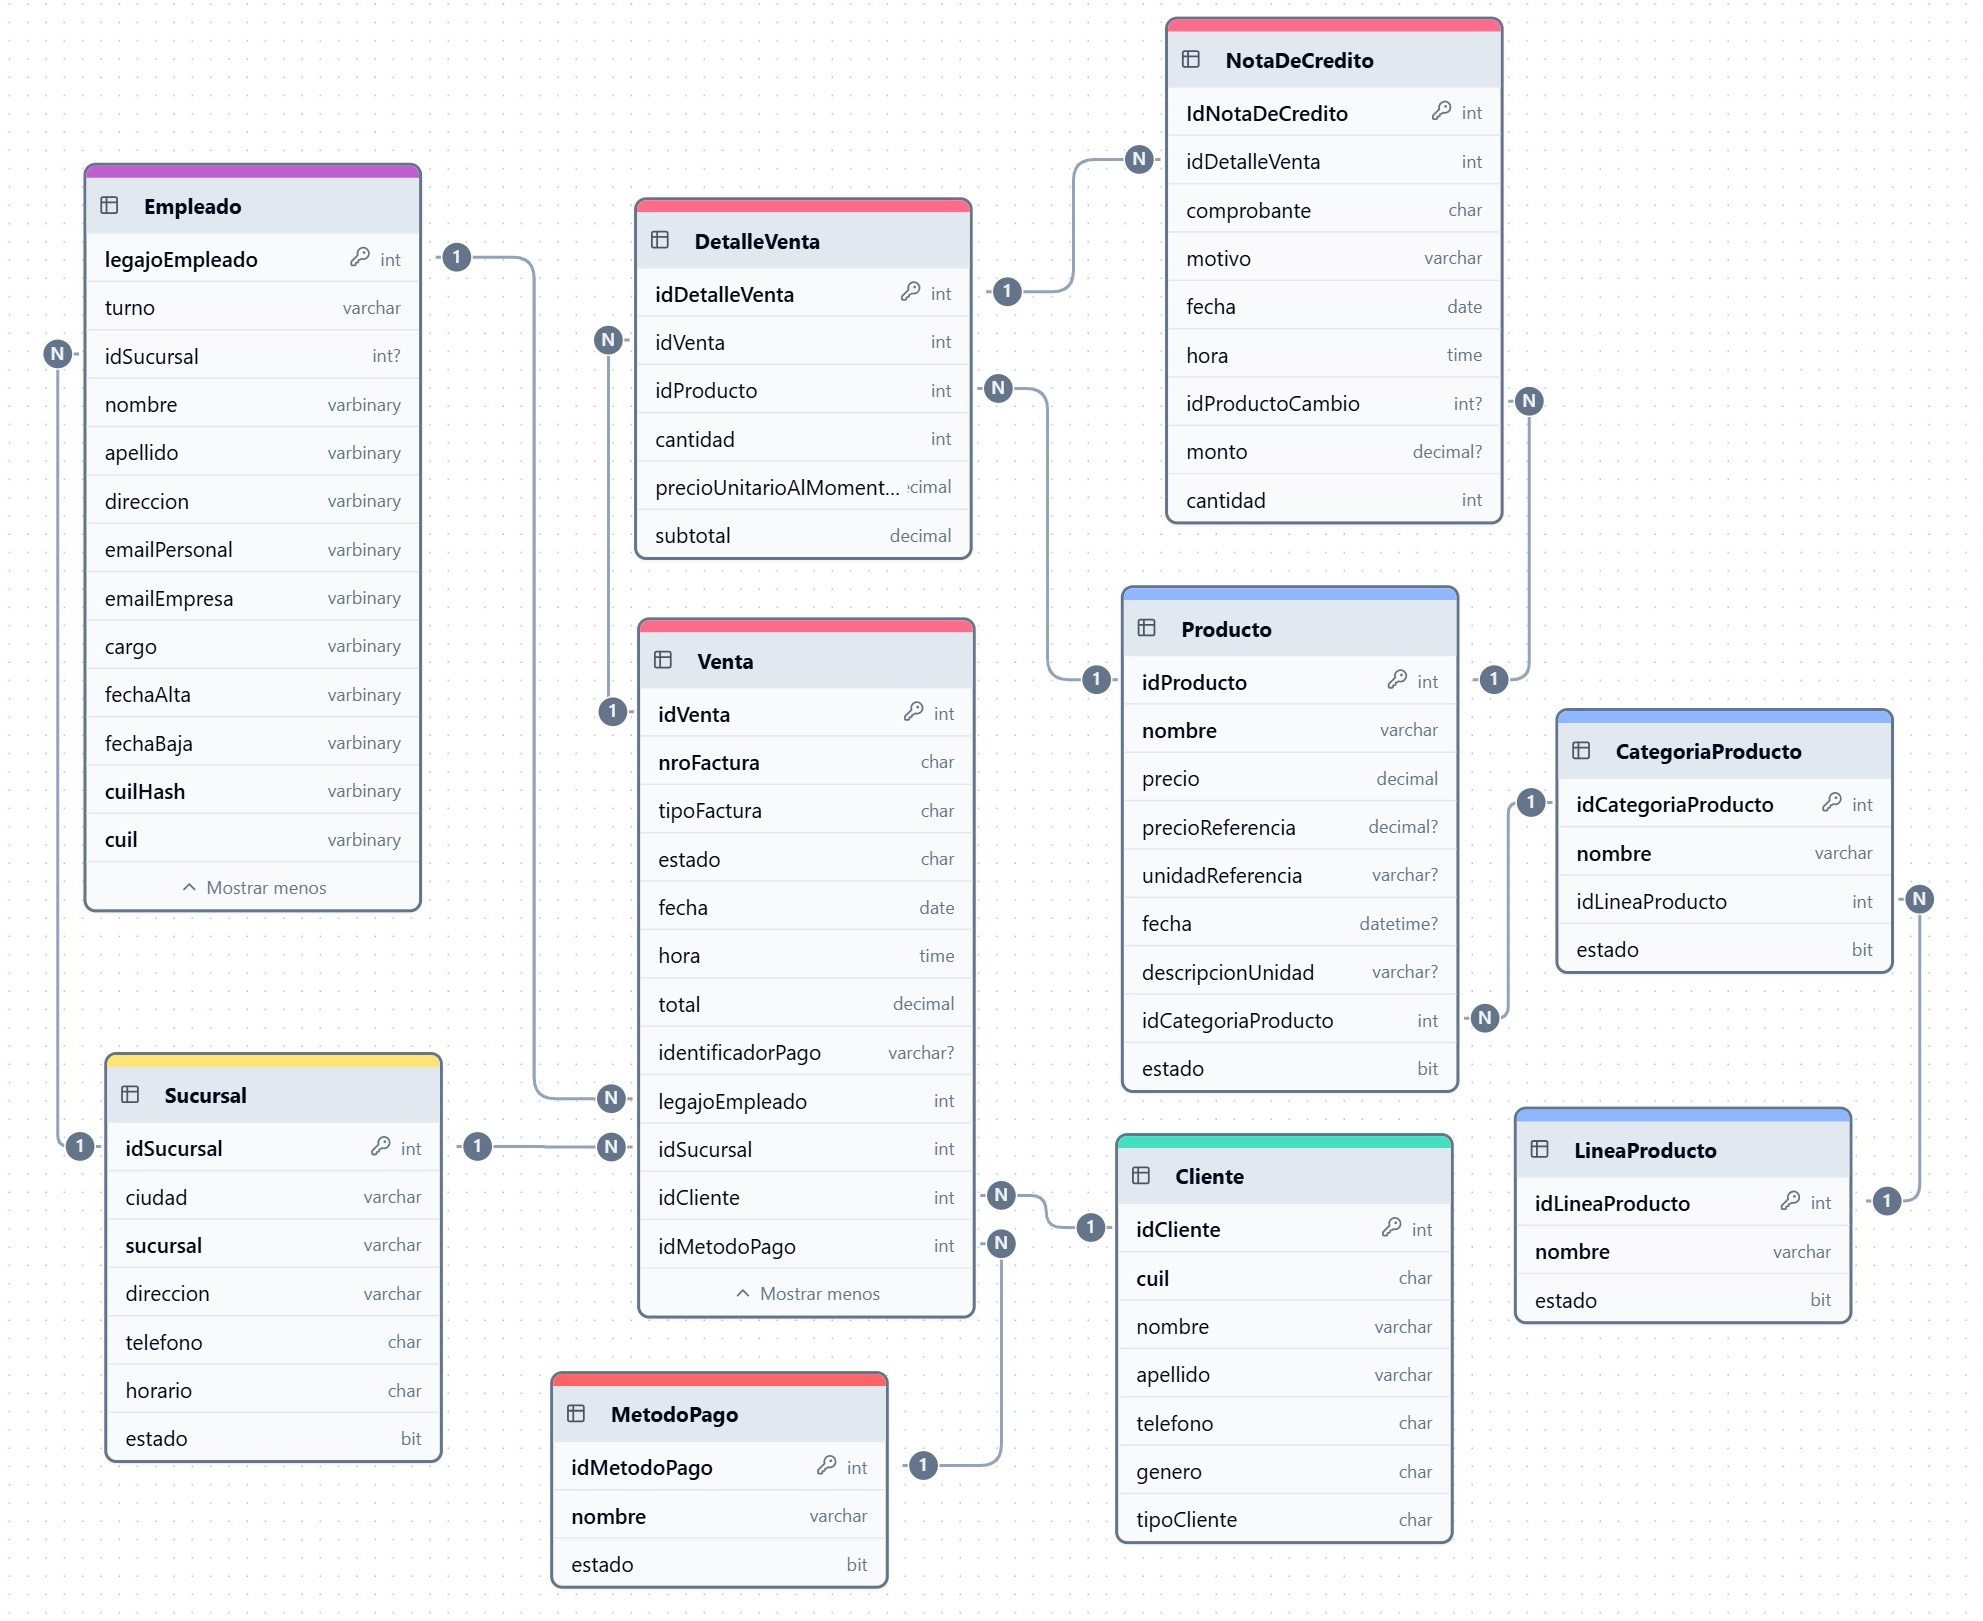 NotaDeCredito
IdNotaDeCredito int
idDetalleVenta int
comprobante char
motivo varchar
fecha date
hora time
idProductoCambio int?
monto decimal?
cantidad int
Empleado
legajoEmpleado int
turno varchar
idSucursal int?
nombre varbinary
apellido varbinary
direccion varbinary
emailPersonal varbinary
emailEmpresa varbinary
cargo varbinary
fechaAlta varbinary
fechaBaja varbinary
cuilHash varbinary
cuil varbinary
Mostrar menos
DetalleVenta
idDetalleVenta int
idVenta int
idProducto int
cantidad int
precioUnitarioAlMoment... cimal
subtotal decimal
Venta
idVenta int
nroFactura char
tipoFactura char
estado char
fecha date
hora time
total decimal
identificadorPago varchar?
legajoEmpleado int
idSucursal int
idCliente int
idMetodoPago int
Mostrar menos
Producto
idProducto int
nombre varchar
precio decimal
precioReferencia decimal?
unidadReferencia varchar?
fecha datetime?
descripcionUnidad varchar?
idCategoriaProducto int
estado bit
CategoriaProducto
idCategoriaProducto int
nombre varchar
idLineaProducto int
estado bit
Sucursal
idSucursal int
ciudad varchar
sucursal varchar
direccion varchar
telefono char
horario char
estado bit
LineaProducto
idLineaProducto int
nombre varchar
estado bit
Cliente
idCliente int
cuil char
nombre varchar
apellido varchar
telefono char
genero char
tipoCliente char
MetodoPago
idMetodoPago int
nombre varchar
estado bit
N
1
1
N
1
N
N
1
N
1
N
1
1
N
N
1
1
N
N
1
N
1